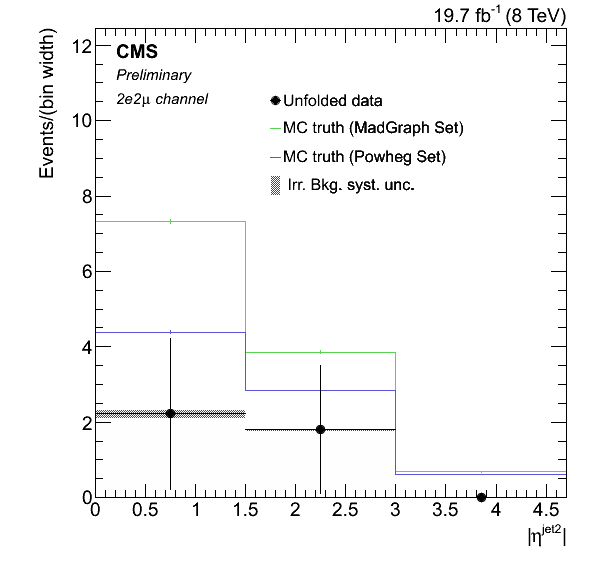 19.7 fb⁻¹ (8 TeV)
Events/(bin width)
CMS
Preliminary
2e2μ channel
Unfolded data
MC truth (MadGraph Set)
MC truth (Powheg Set)
Irr. Bkg. syst. unc.
12
10
8
6
4
2
0
0 0.5 1 1.5 2 2.5 3 3.5 4 4.5
|η^jet2|